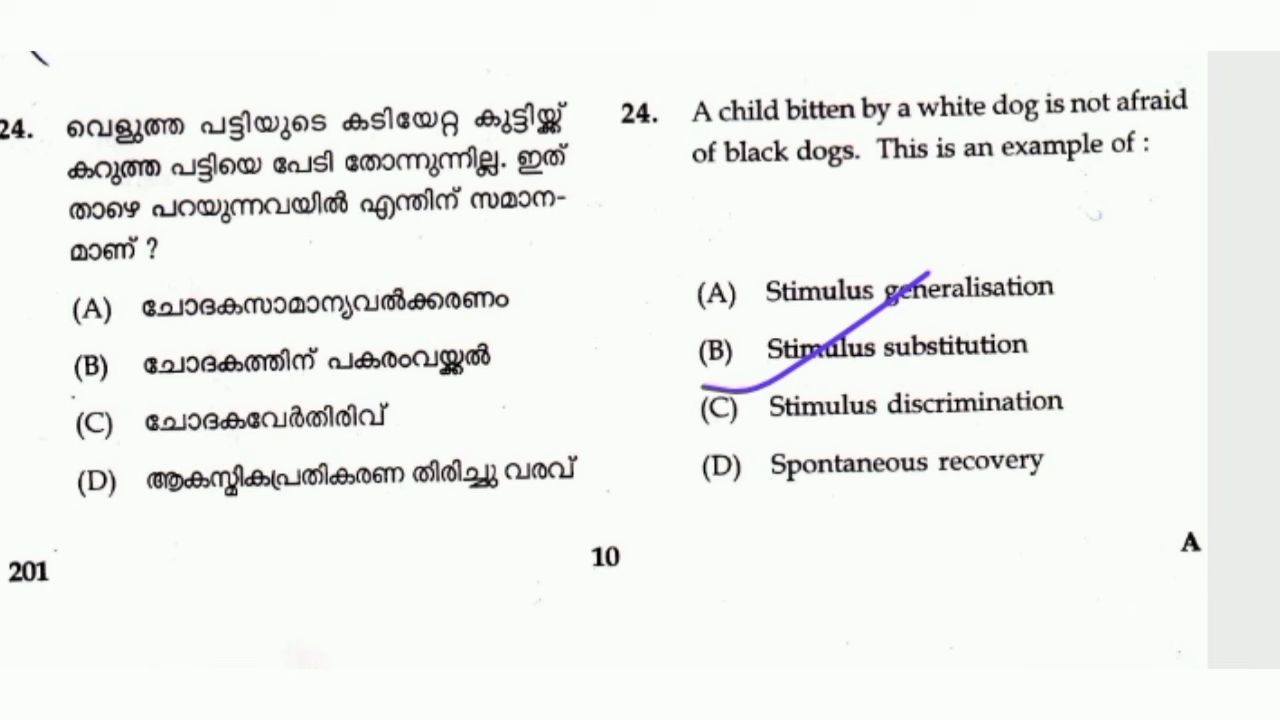 24. വെളുത്ത പട്ടിയുടെ കടിയേറ്റ കുട്ടിയ്ക്ക്
കറുത്ത പട്ടിയെ പേടി തോന്നുന്നില്ല. ഇത്
താഴെ പറയുന്നവയിൽ എന്തിന് സമാന-
മാണ് ?
(A) ചോദകസാമാന്യവൽക്കരണം
(B) ചോദകത്തിന് പകരംവയ്ക്കൽ
(C) ചോദകവേർതിരിവ്
(D) ആകസ്മികപ്രതികരണ തിരിച്ചു വരവ്
24. A child bitten by a white dog is not afraid
of black dogs. This is an example of :
(A) Stimulus generalisation
(B) Stimulus substitution
(C) Stimulus discrimination
(D) Spontaneous recovery
201
10
A